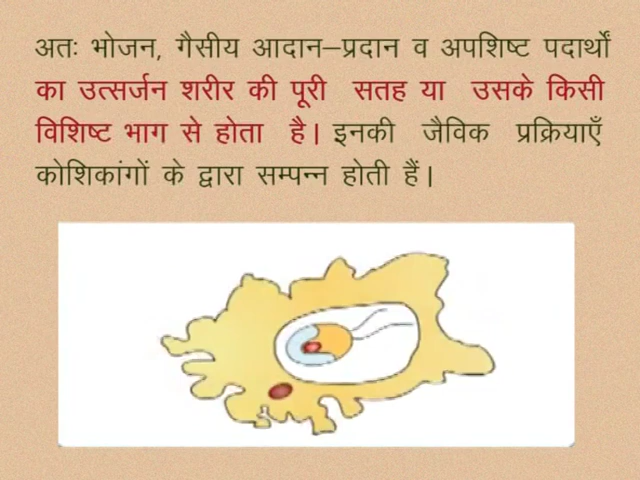 अतः भोजन, गैसीय आदान–प्रदान व अपशिष्ट पदार्थों
का उत्सर्जन शरीर की पूरी सतह या उसके किसी
विशिष्ट भाग से होता है। इनकी जैविक प्रक्रियाएँ
कोशिकांगों के द्वारा सम्पन्न होती हैं।